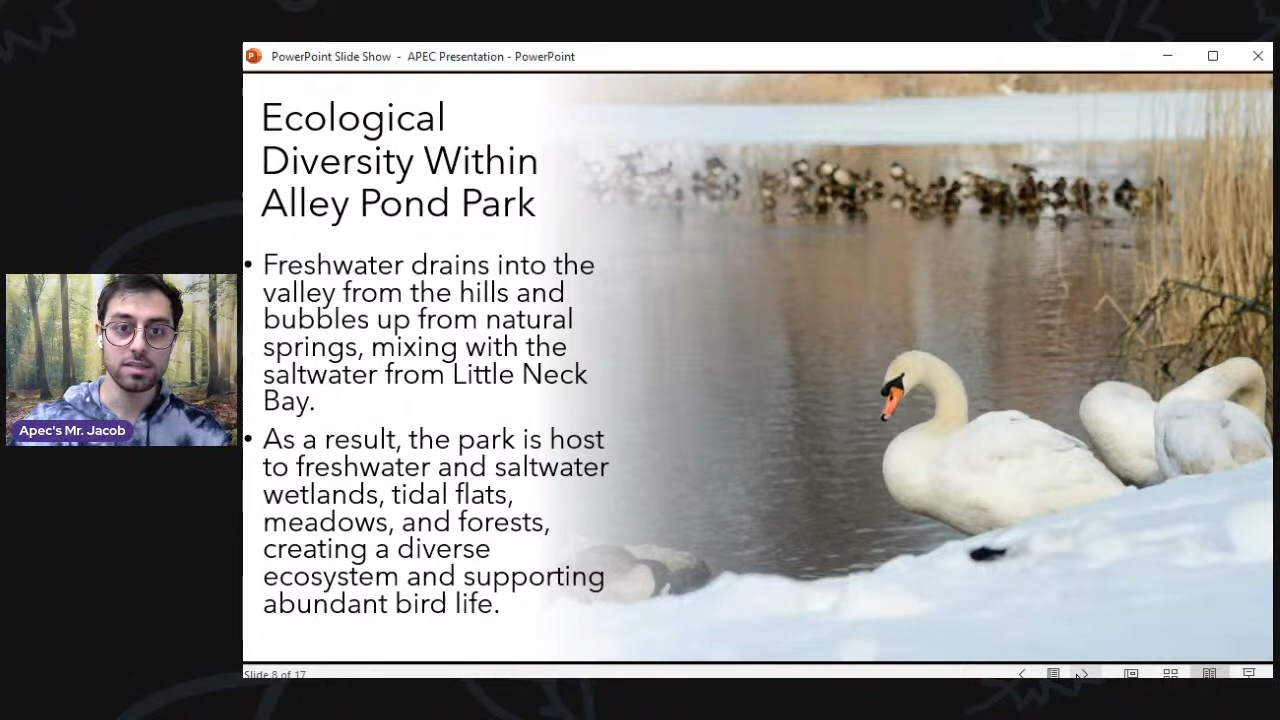 PowerPoint Slide Show - APEC Presentation - PowerPoint
Ecological
Diversity Within
Alley Pond Park
• Freshwater drains into the
valley from the hills and
bubbles up from natural
springs, mixing with the
saltwater from Little Neck
Bay.
• As a result, the park is host
to freshwater and saltwater
wetlands, tidal flats,
meadows, and forests,
creating a diverse
ecosystem and supporting
abundant bird life.
Apec's Mr. Jacob
Slide 8 of 17